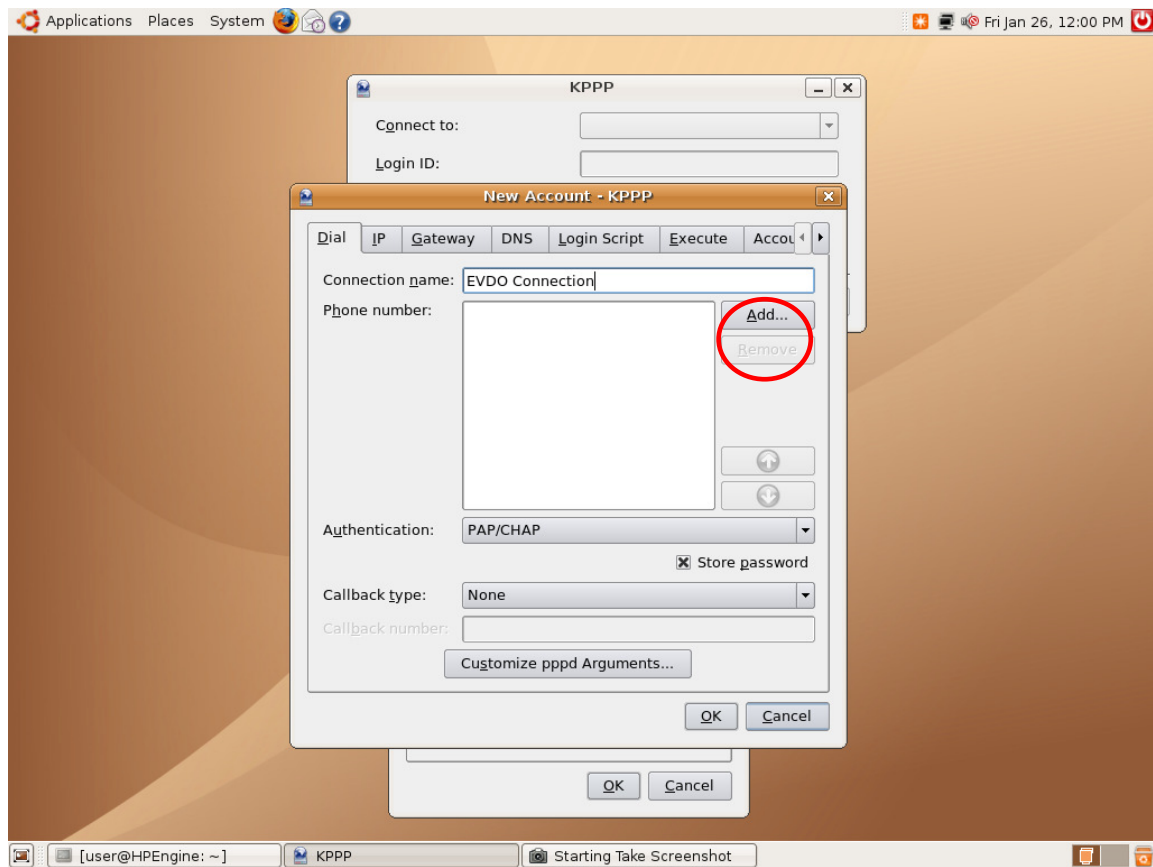 Applications Places System Fri Jan 26, 12:00 PM
KPPP
Connect to:
Login ID:
New Account - KPPP
Dial IP Gateway DNS Login Script Execute Accou
Connection name: EVDO Connection
Phone number: Add...
Remove
Authentication: PAP/CHAP
Store password
Callback type: None
Callback number:
Customize pppd Arguments...
OK Cancel
OK Cancel
[user@HPEngine: ~] KPPP Starting Take Screenshot